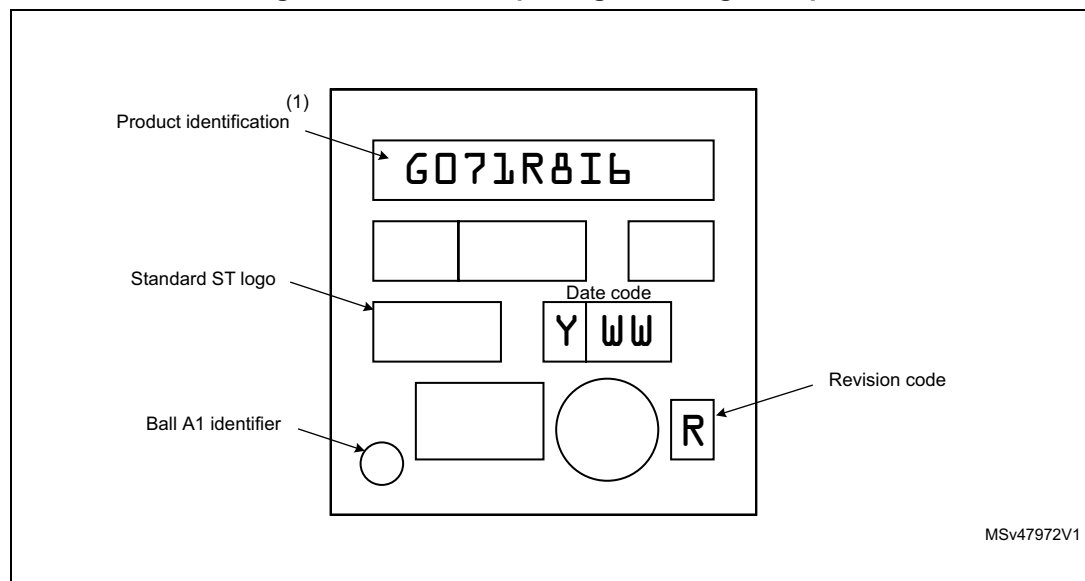 (1)
Product identification
G071R8I6
Standard ST logo
Date code
Y WW
Revision code
Ball A1 identifier
R
MSv47972V1